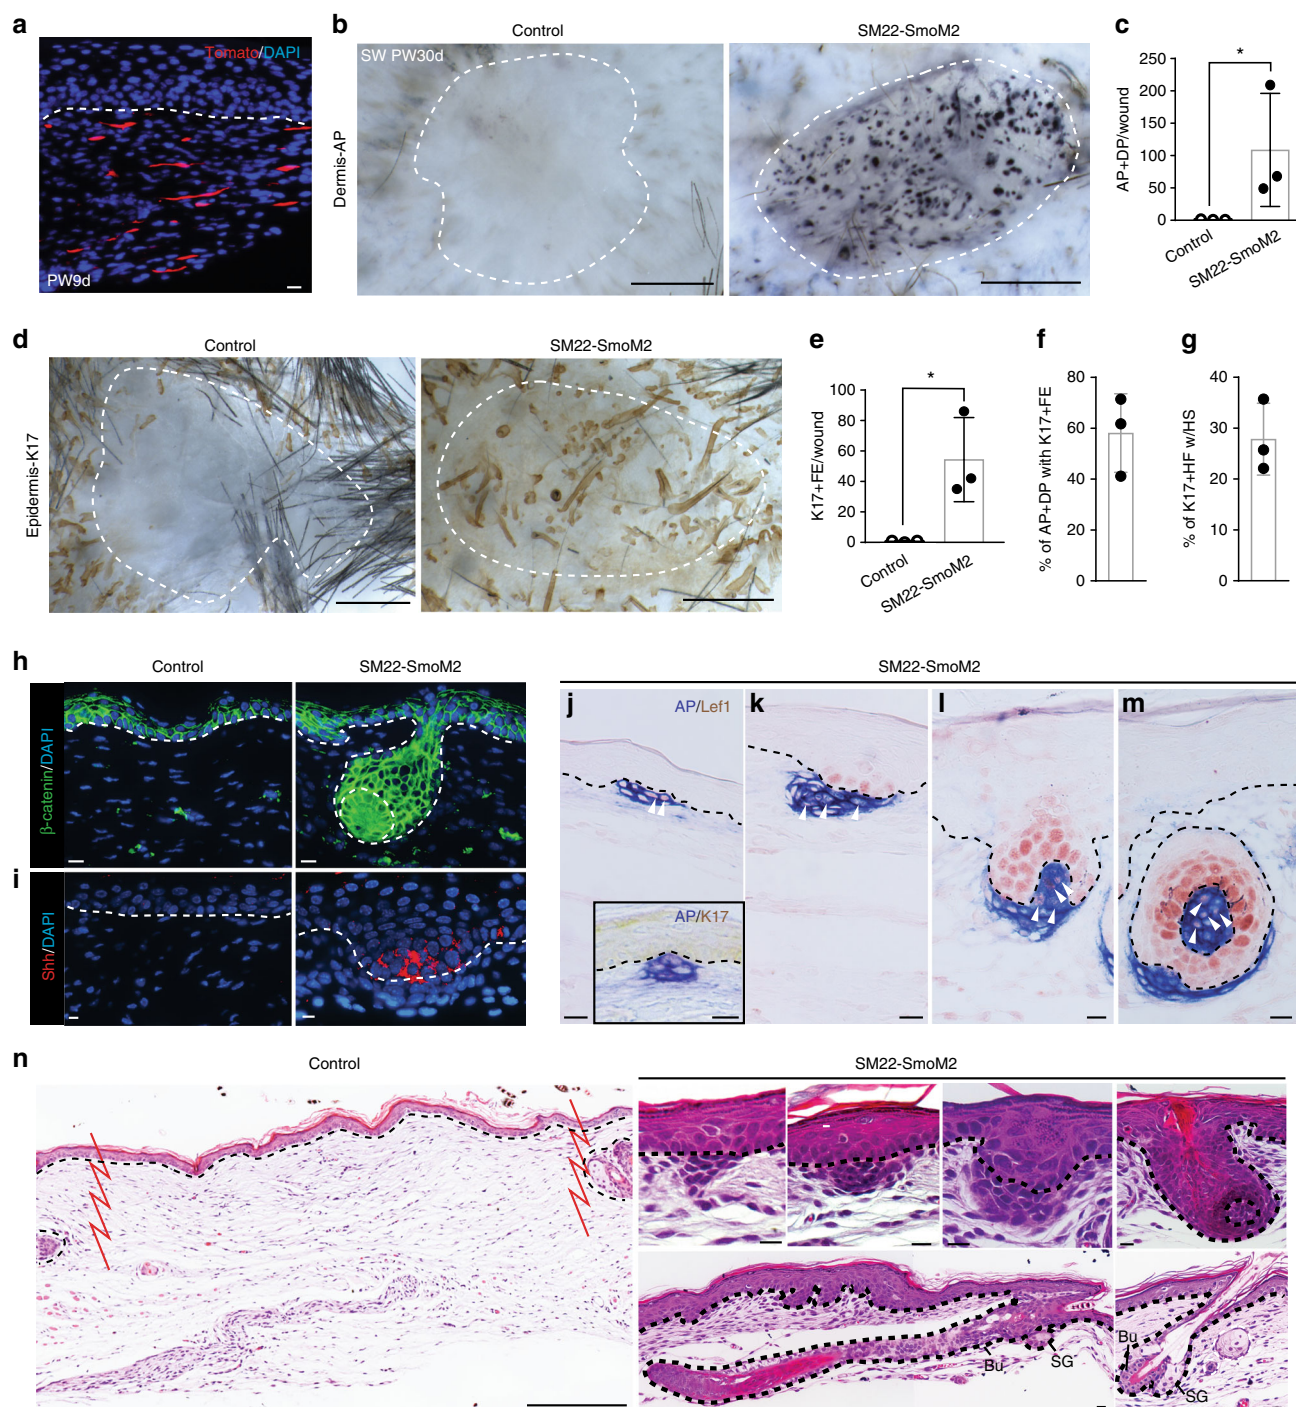 a
Tomato/DAPI
PW9d
b
Control
SM22-SmoM2
SW PW30d
Dermis-AP
c
*
AP+DP/wound
250
200
150
100
50
0
Control
SM22-SmoM2
d
Control
SM22-SmoM2
Epidermis-K17
e
*
K17+FE/wound
100
80
60
40
20
0
Control
SM22-SmoM2
f
% of AP+DP with K17+FE
80
60
40
60
80
0
g
% of K17+HF w/HS
40
30
20
10
0
h
Control
SM22-SmoM2
β-catenin/DAPI
i
Shh/DAPI
SM22-SmoM2
j
AP/Lef1
AP/K17
k
l
m
n
Control
SM22-SmoM2
Bu
SG
Bu
SG